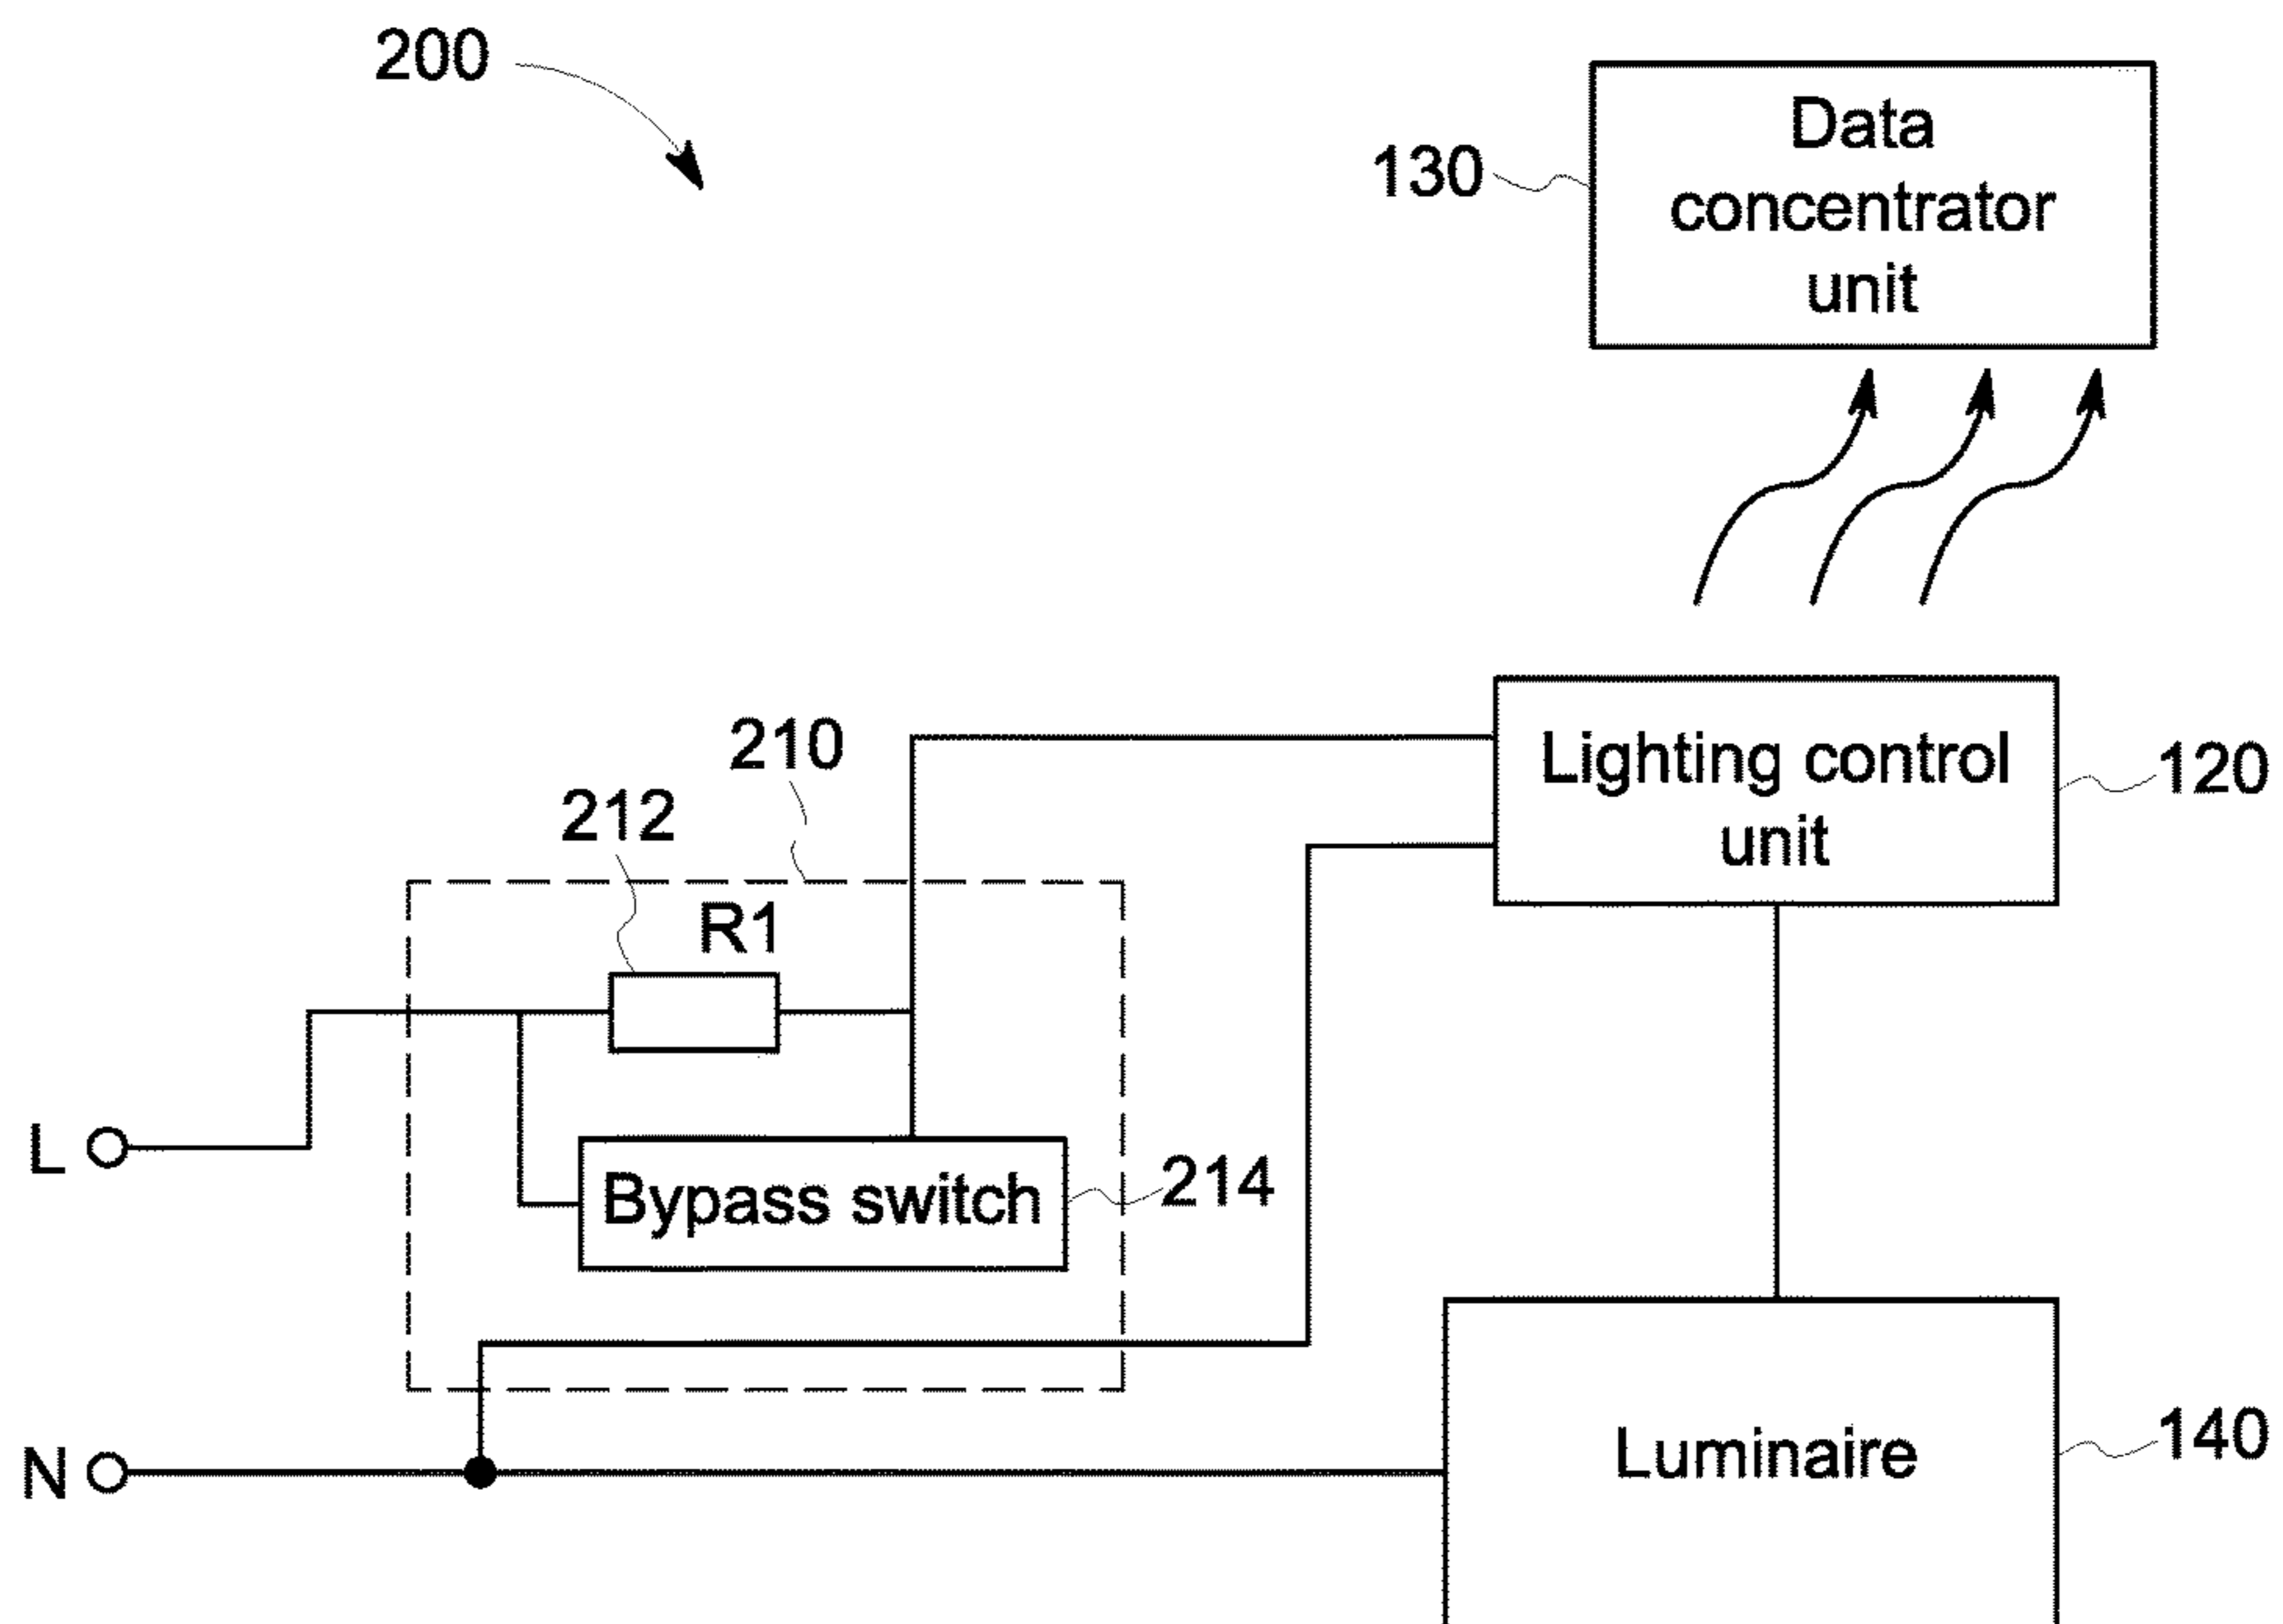 200
Data
concentrator
unit
130
210
Lighting control
unit
120
212
R1
L
Bypass switch
214
N
Luminaire
140